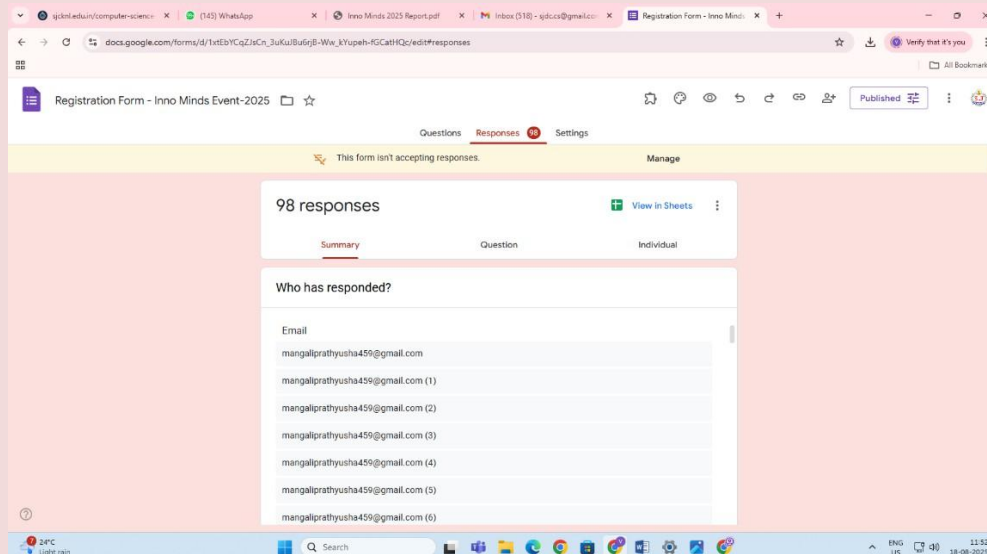 sjcknl.edu.in/computer-science
(145) WhatsApp
Inno Minds 2025 Report.pdf
Inbox (518) - sjdc.cs@gmail.com
Registration Form - Inno Minds
docs.google.com/forms/d/1xtEbYCqZJsCn_3uKuJ8u6rjB-Ww_kYupeh-fGCatHQc/edit#responses
Verify that it's you
All Bookmark
Registration Form - Inno Minds Event-2025
Published
Questions Responses 98 Settings
This form isn't accepting responses. Manage
98 responses
View in Sheets
Summary Question Individual
Who has responded?
Email
mangaliprathyusha459@gmail.com
mangaliprathyusha459@gmail.com (1)
mangaliprathyusha459@gmail.com (2)
mangaliprathyusha459@gmail.com (3)
mangaliprathyusha459@gmail.com (4)
mangaliprathyusha459@gmail.com (5)
mangaliprathyusha459@gmail.com (6)
7
24°C
Light rain
Search
ENG
US
11:52
18-06-202